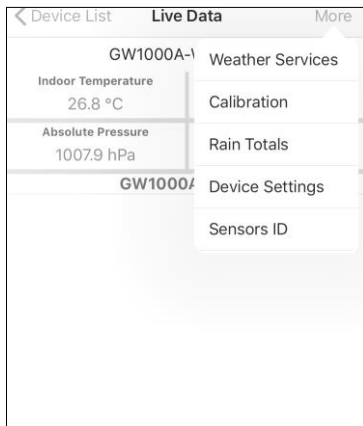 Device List Live Data More
GW1000A-
Weather Services
Indoor Temperature
26.8 °C
Calibration
Absolute Pressure
1007.9 hPa
Rain Totals
GW1000A
Device Settings
Sensors ID